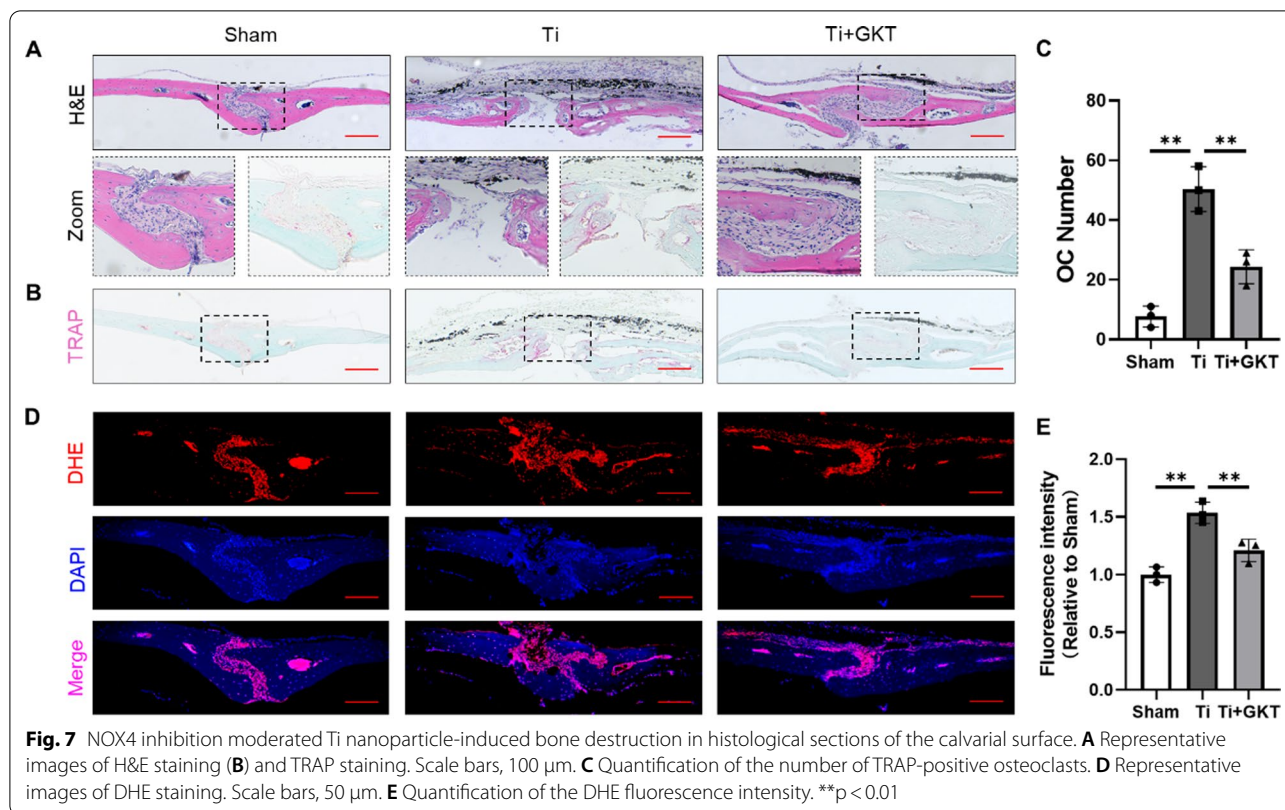 A
Sham
Ti
Ti+GKT
H&E
Zoom
B
TRAP
C
OC Number
80
60
40
20
0
**
**
Sham
Ti
Ti+GKT
D
DHE
DAPI
Merge
E
Fluorescence intensity
(Relative to Sham)
2.0
1.5
1.0
0.5
0.0
**
**
Sham
Ti
Ti+GKT
Fig. 7 NOX4 inhibition moderated Ti nanoparticle-induced bone destruction in histological sections of the calvarial surface. A Representative
images of H&E staining (B) and TRAP staining. Scale bars, 100 μm. C Quantification of the number of TRAP-positive osteoclasts. D Representative
images of DHE staining. Scale bars, 50 μm. E Quantification of the DHE fluorescence intensity. **p < 0.01